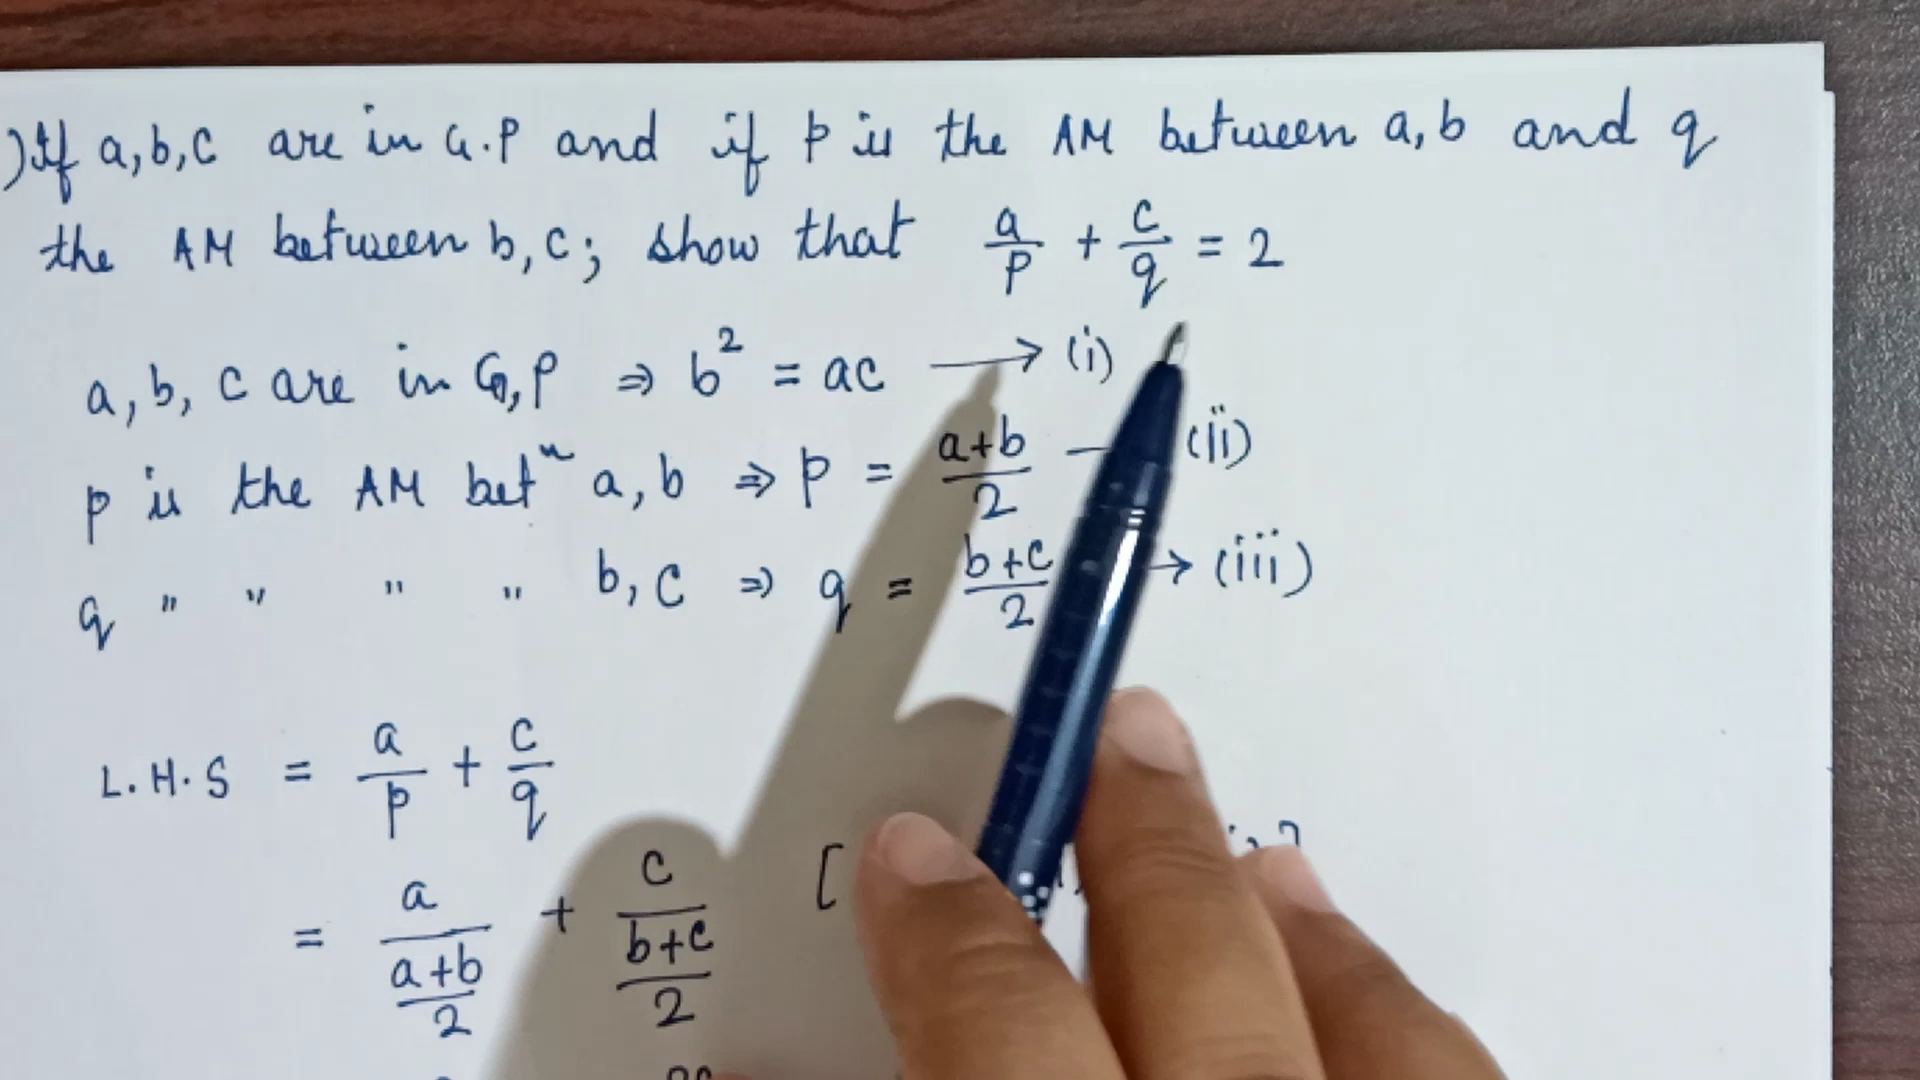 ) If a, b, c are in G.P and if p is the AM between a, b and q
the AM between b, c; show that a/p + c/q = 2
a, b, c are in G,P ⇒ b² = ac ⟶ (i)
p is the AM betⁿ a, b ⇒ p = (a+b)/2 — (ii)
q " " " " b, c ⇒ q = (b+c)/2 → (iii)
L.H.S = a/p + c/q
= a/((a+b)/2) + c/((b+c)/2) [